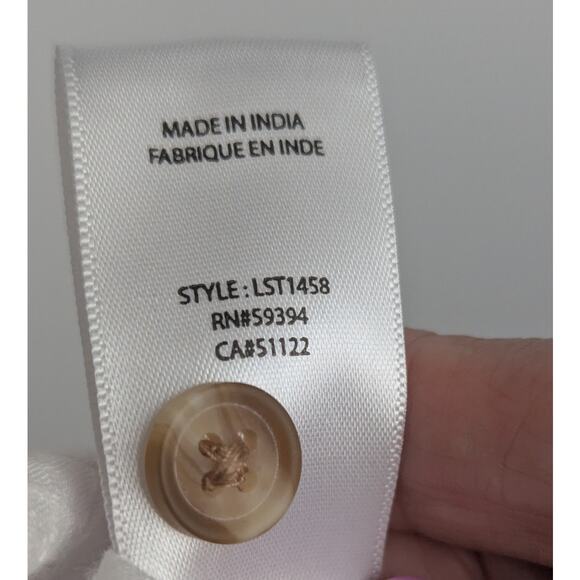 MADE IN INDIA
FABRIQUE EN INDE
STYLE : LST1458
RN#59394
CA#51122